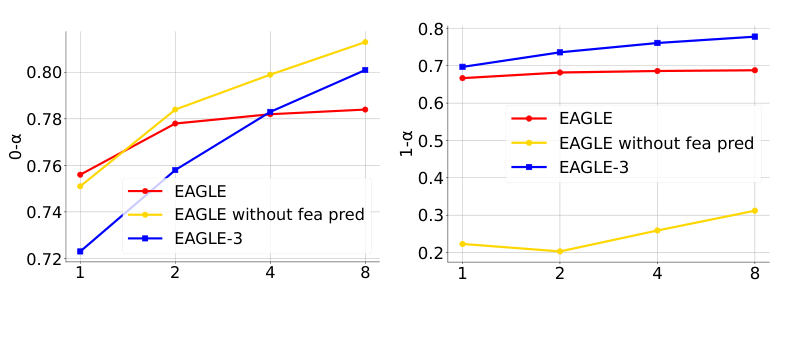 0.80
0.78
0.76
0.74
0.72
0-α
1 2 4 8
EAGLE
EAGLE without fea pred
EAGLE-3
0.8
0.7
0.6
0.5
0.4
0.3
0.2
1-α
1 2 4 8
EAGLE
EAGLE without fea pred
EAGLE-3